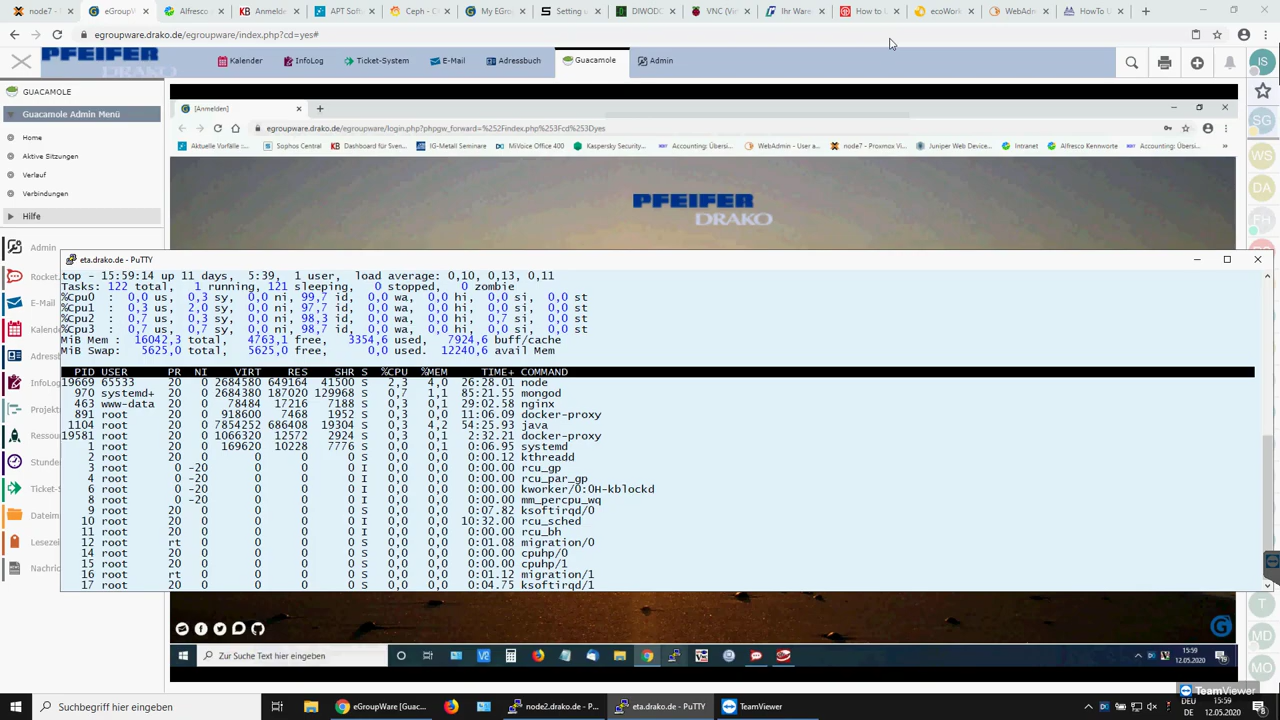 node7 -
eGroupW
Alfresco
Anmelde
APT Soft
Ceph - C
My EGro
Setting w
DIWODC
VNC (Vie
Ihr Ware
How to L
ecoWork
WebAdm
HowTo U
egroupware.drako.de/egroupware/index.php?cd=yes#
PFEIFER
DRAKO
Kalender
InfoLog
Ticket-System
E-Mail
Adressbuch
Guacamole
Admin
IS
GUACAMOLE
Guacamole Admin Menü
Home
Aktive Sitzungen
Verlauf
Verbindungen
Hilfe
Admin
Rocket.
E-Mail
Kalende
Adressb
InfoLog
Projekt
Ressou
Stunde
Ticket-S
Dateim
Lesezei
Nachric
[Anmelden]
egroupware.drako.de/egroupware/login.php?phpgw_forward=%252Findex.php%253Fcd%253Dyes
Aktuelle Vorfälle :...
Sophos Central
Dashboard für Sven...
IG-Metall Seminare
MiVoice Office 400
Kaspersky Security...
Accounting: Übersi...
WebAdmin - User a...
node7 - Proxmox Vi...
Juniper Web Device...
Intranet
Alfresco Kennworte
Accounting: Übersi...
PFEIFER
DRAKO
SG
WS
DA
FH
eta.drako.de - PuTTY
top - 15:59:14 up 11 days,  5:39,  1 user,  load average: 0,10, 0,13, 0,11
Tasks: 122 total,   1 running, 121 sleeping,   0 stopped,   0 zombie
%Cpu0  :  0,0 us,  0,3 sy,  0,0 ni, 99,7 id,  0,0 wa,  0,0 hi,  0,0 si,  0,0 st
%Cpu1  :  0,3 us,  2,0 sy,  0,0 ni, 97,7 id,  0,0 wa,  0,0 hi,  0,0 si,  0,0 st
%Cpu2  :  0,7 us,  0,3 sy,  0,0 ni, 98,3 id,  0,0 wa,  0,0 hi,  0,7 si,  0,0 st
%Cpu3  :  0,7 us,  0,7 sy,  0,0 ni, 98,7 id,  0,0 wa,  0,0 hi,  0,0 si,  0,0 st
MiB Mem :  16042,3 total,   4763,1 free,   3354,6 used,   7924,6 buff/cache
MiB Swap:   5625,0 total,   5625,0 free,      0,0 used.  12240,6 avail Mem
PID USER PR NI VIRT RES SHR S %CPU %MEM TIME+ COMMAND
19669 65533 20 0 2684580 649164 41500 S 2,3 4,0 26:28.01 node
970 systemd+ 20 0 2684380 187020 129968 S 0,7 1,1 85:21.55 mongod
463 www-data 20 0 78484 17216 7188 S 0,3 0,1 29:02.58 nginx
891 root 20 0 918600 7468 1952 S 0,3 0,0 11:06.09 docker-proxy
1104 root 20 0 7854252 686408 19304 S 0,3 4,2 54:25.93 java
19581 root 20 0 1066320 12572 2924 S 0,3 0,1 2:32.21 docker-proxy
1 root 20 0 169620 10228 7776 S 0,0 0,1 0:06.95 systemd
2 root 20 0 0 0 0 S 0,0 0,0 0:00.12 kthreadd
3 root 0 -20 0 0 0 I 0,0 0,0 0:00.00 rcu_gp
4 root 0 -20 0 0 0 I 0,0 0,0 0:00.00 rcu_par_gp
6 root 0 -20 0 0 0 I 0,0 0,0 0:00.00 kworker/0:0H-kblockd
8 root 0 -20 0 0 0 I 0,0 0,0 0:00.00 mm_percpu_wq
9 root 20 0 0 0 0 S 0,0 0,0 0:07.82 ksoftirqd/0
10 root 20 0 0 0 0 I 0,0 0,0 10:32.00 rcu_sched
11 root 20 0 0 0 0 I 0,0 0,0 0:00.00 rcu_bh
12 root rt 0 0 0 0 S 0,0 0,0 0:01.08 migration/0
14 root 20 0 0 0 0 S 0,0 0,0 0:00.00 cpuhp/0
15 root 20 0 0 0 0 S 0,0 0,0 0:00.00 cpuhp/1
16 root rt 0 0 0 0 S 0,0 0,0 0:01.12 migration/1
17 root 20 0 0 0 0 S 0,0 0,0 0:04.75 ksoftirqd/1
T
MD
MO
Zur Suche Text hier eingeben
15:59
12.05.2020
TeamViewer
Suchbegriff hier eingeben
eGroupWare [Guac...
node2.drako.de - P...
eta.drako.de - PuTTY
TeamViewer
DEU
DE
15:59
12.05.2020